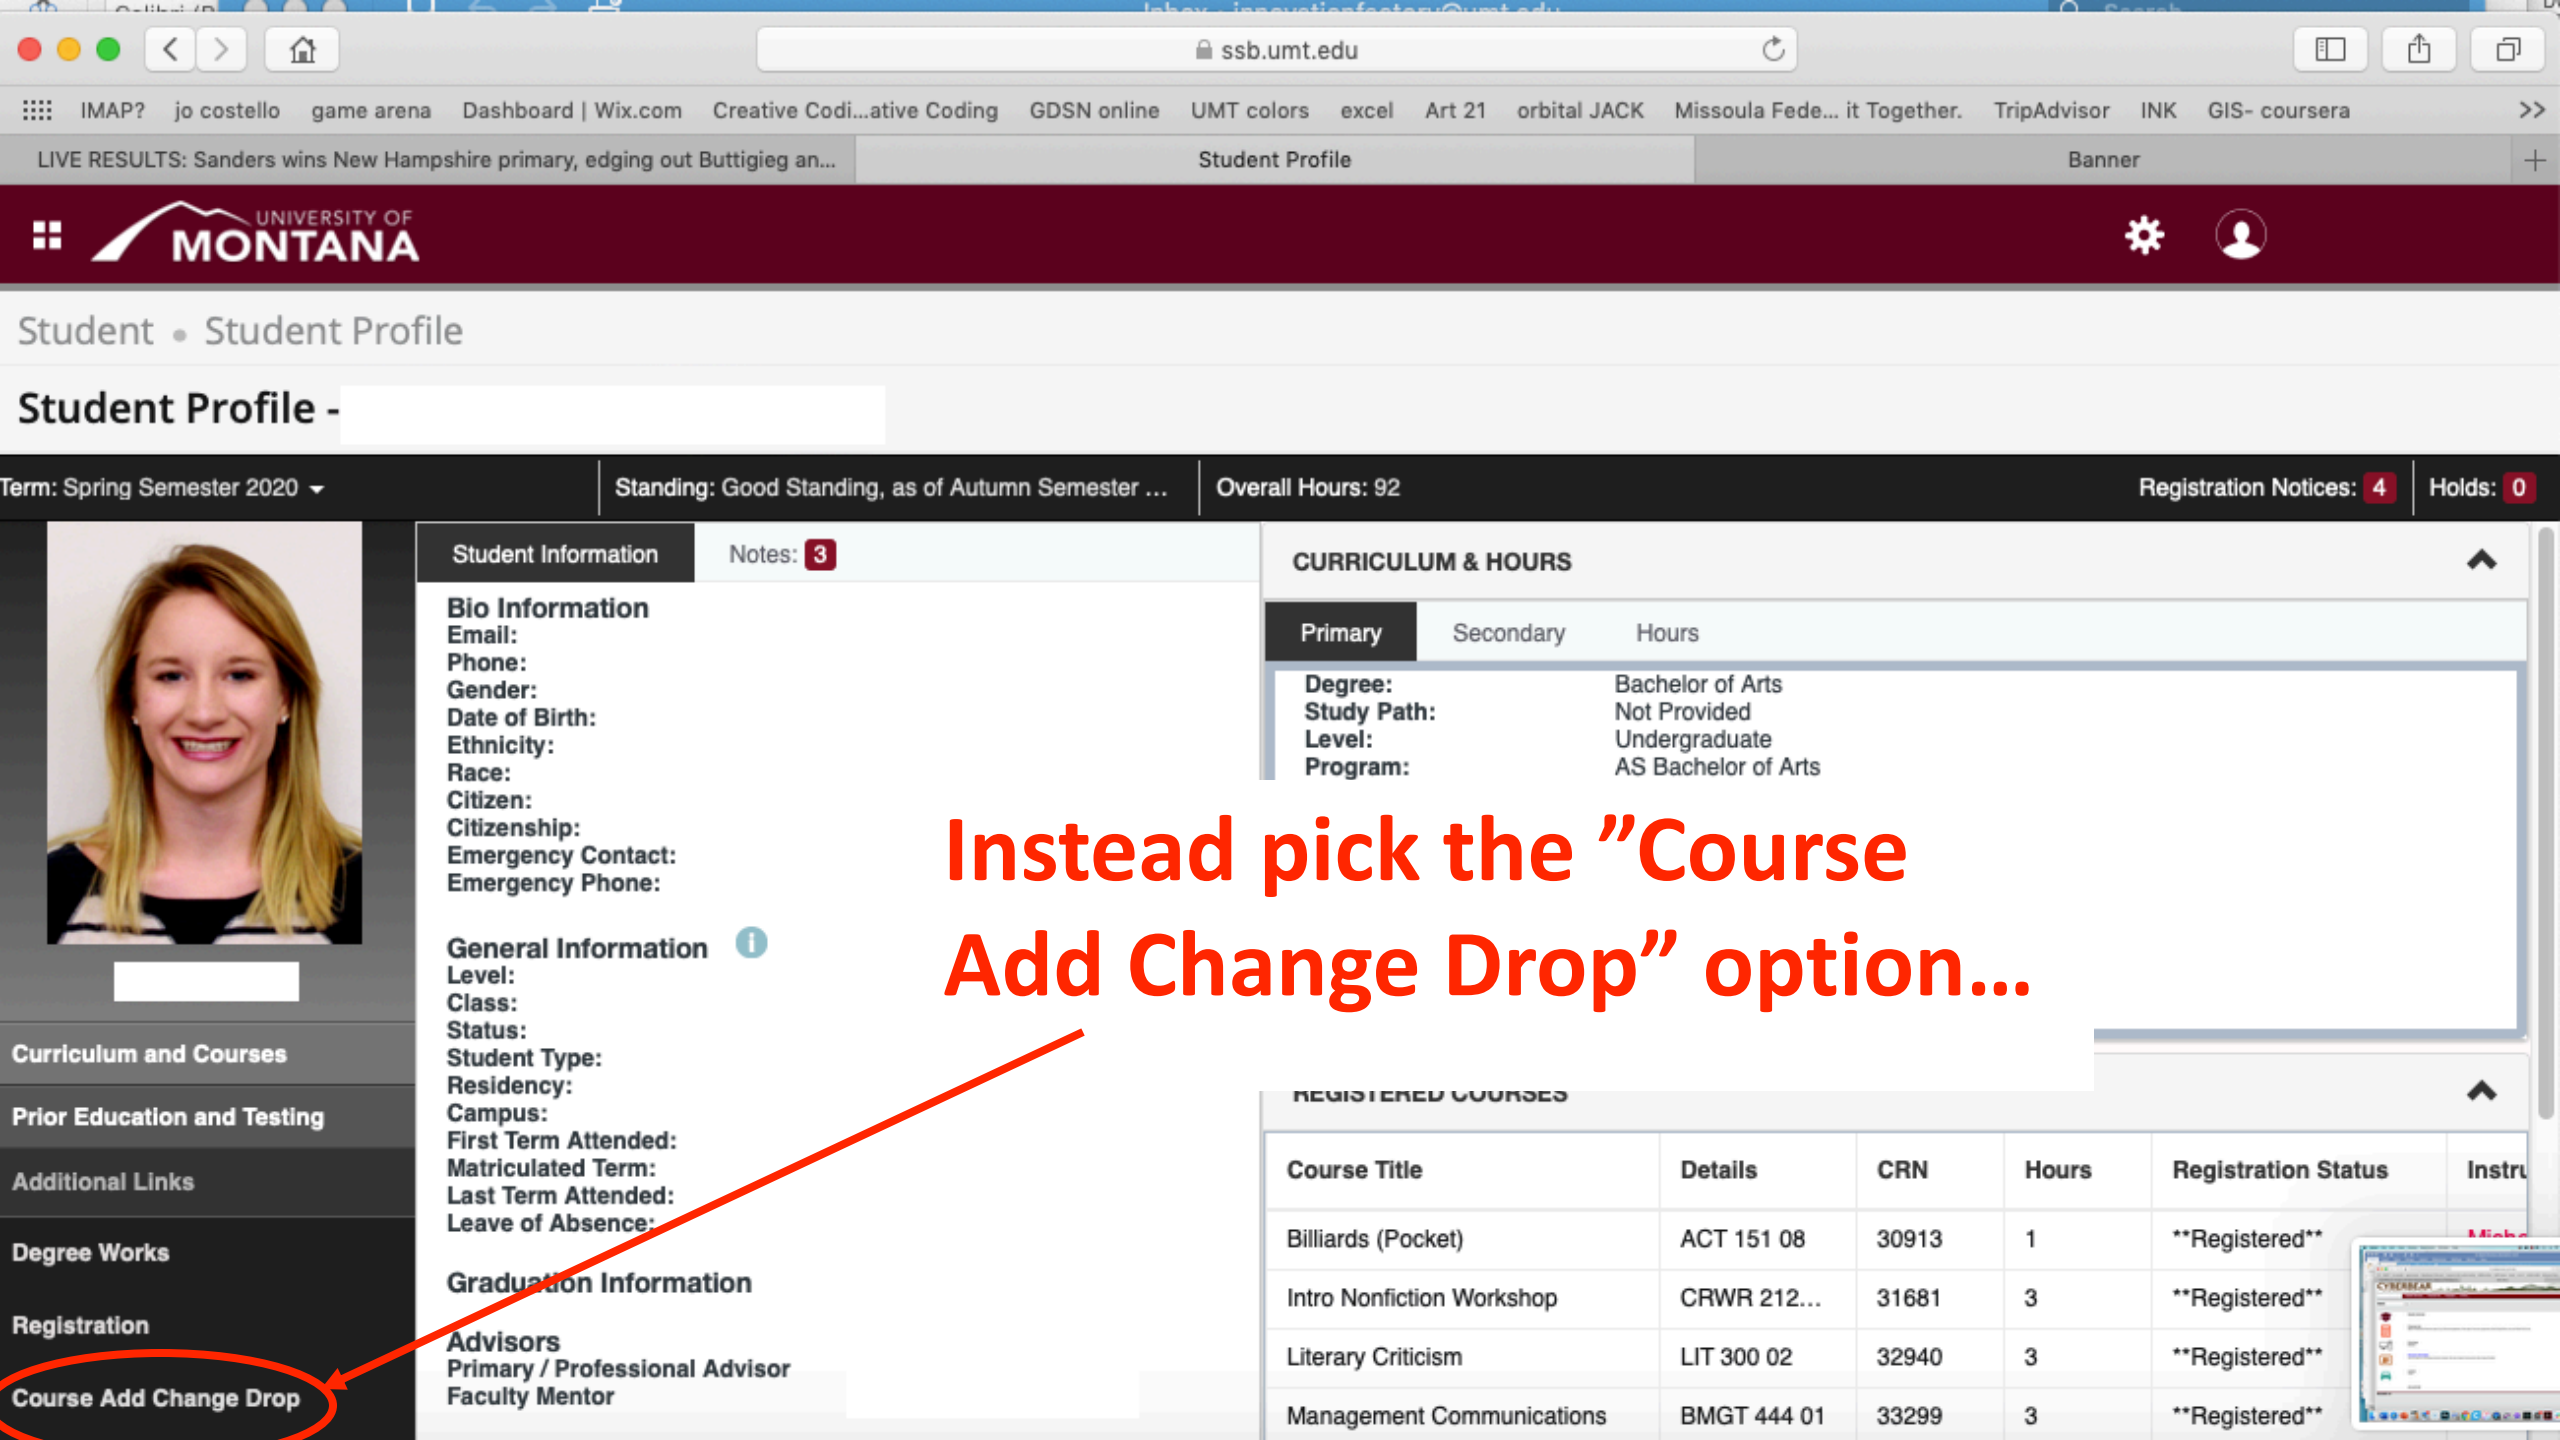 ssb.umt.edu
IMAP? jo costello game arena Dashboard | Wix.com Creative Codi...ative Coding GDSN online UMT colors excel Art 21 orbital JACK Missoula Fede... it Together. TripAdvisor INK GIS- coursera >>
LIVE RESULTS: Sanders wins New Hampshire primary, edging out Buttigieg an... Student Profile Banner +
UNIVERSITY OF
MONTANA
Student • Student Profile
Student Profile -
Term: Spring Semester 2020 Standing: Good Standing, as of Autumn Semester ... Overall Hours: 92 Registration Notices: 4 Holds: 0
Student Information Notes: 3
Bio Information
Email:
Phone:
Gender:
Date of Birth:
Ethnicity:
Race:
Citizen:
Citizenship:
Emergency Contact:
Emergency Phone:
General Information i
Level:
Class:
Status:
Student Type:
Residency:
Campus:
First Term Attended:
Matriculated Term:
Last Term Attended:
Leave of Absence:
Graduation Information
Advisors
Primary / Professional Advisor
Faculty Mentor
CURRICULUM & HOURS
Primary Secondary Hours
Degree: Bachelor of Arts
Study Path: Not Provided
Level: Undergraduate
Program: AS Bachelor of Arts
Instead pick the ”Course
Add Change Drop” option...
REGISTERED COURSES
Course Title Details CRN Hours Registration Status Instru
Billiards (Pocket) ACT 151 08 30913 1 **Registered**
Intro Nonfiction Workshop CRWR 212... 31681 3 **Registered**
Literary Criticism LIT 300 02 32940 3 **Registered**
Management Communications BMGT 444 01 33299 3 **Registered**
Curriculum and Courses
Prior Education and Testing
Additional Links
Degree Works
Registration
Course Add Change Drop